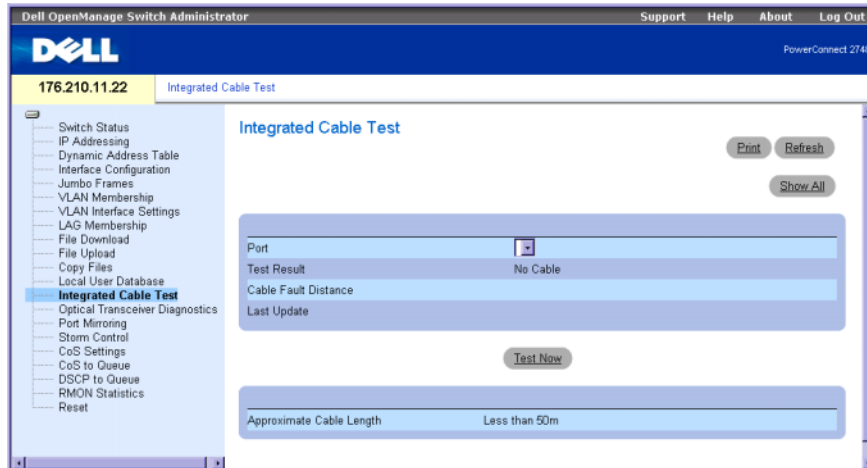 Dell OpenManage Switch Administrator Support Help About Log Out
DELL
PowerConnect 274
176.210.11.22 Integrated Cable Test
Switch Status
IP Addressing
Dynamic Address Table
Interface Configuration
Jumbo Frames
VLAN Membership
VLAN Interface Settings
LAG Membership
File Download
File Upload
Copy Files
Local User Database
Integrated Cable Test
Optical Transceiver Diagnostics
Port Mirroring
Storm Control
CoS Settings
CoS to Queue
DSCP to Queue
RMON Statistics
Reset
Integrated Cable Test
Print Refresh
Show All
Port
Test Result No Cable
Cable Fault Distance
Last Update
Test Now
Approximate Cable Length Less than 50m